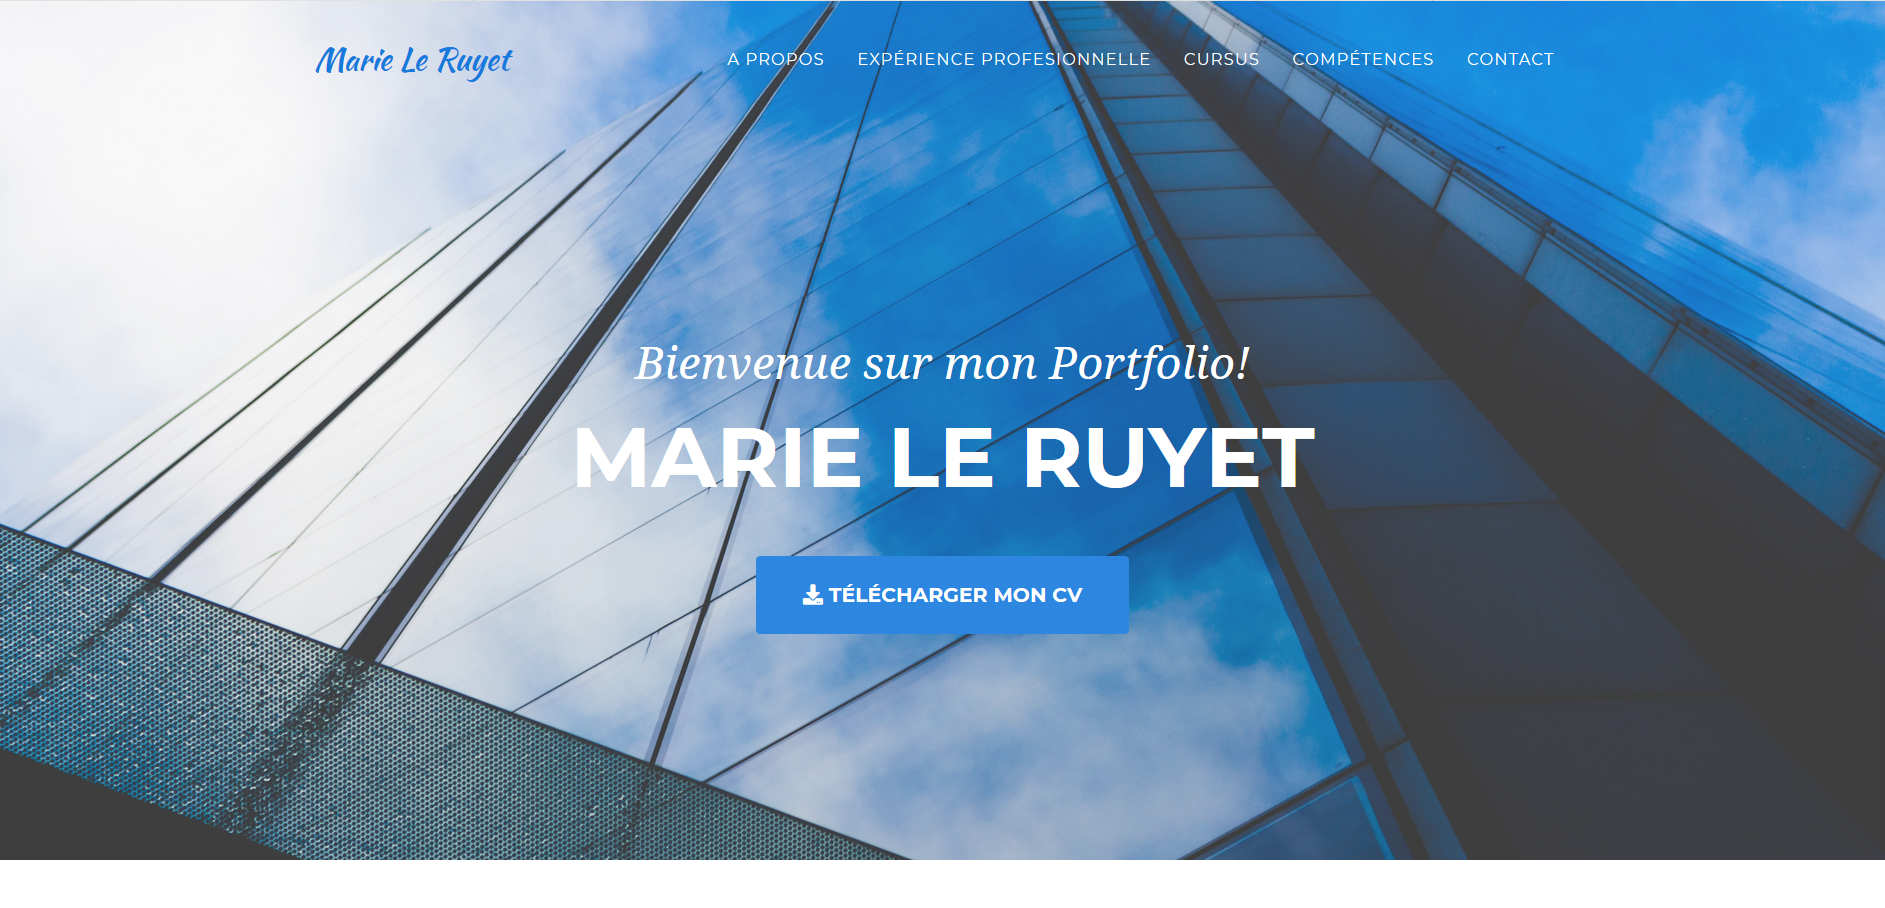 Marie Le Ruyet
A PROPOS EXPÉRIENCE PROFESIONNELLE CURSUS COMPÉTENCES CONTACT
Bienvenue sur mon Portfolio!
MARIE LE RUYET
TÉLÉCHARGER MON CV